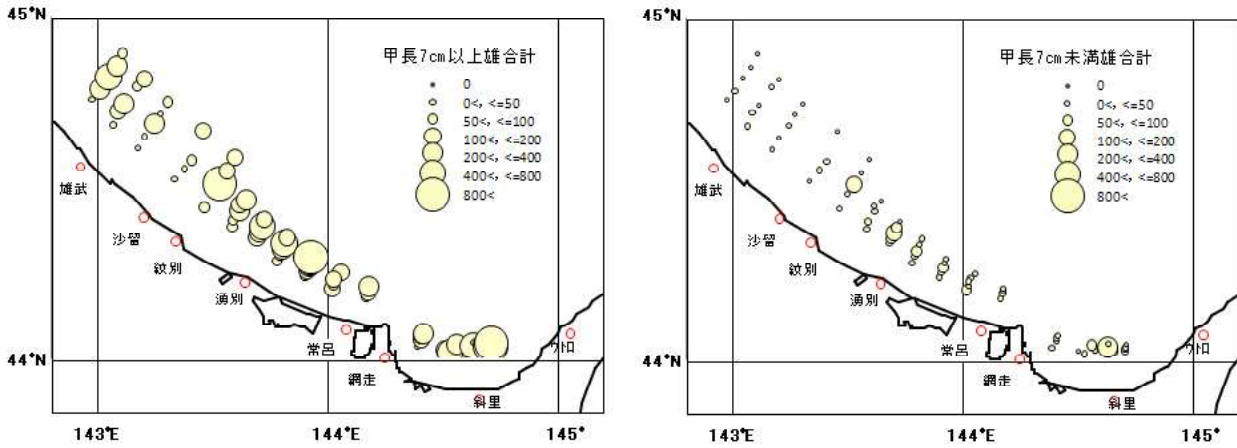 45°N
甲長7cm以上雄合計
0
0<, <=50
50<, <=100
100<, <=200
200<, <=400
400<, <=800
800<
雄武
沙留
紋別
湧別
常呂
網走
斜里
ウトロ
44°N
143°E
144°E
145°
45°N
甲長7cm未満雄合計
0
0<, <=50
50<, <=100
100<, <=200
200<, <=400
400<, <=800
800<
雄武
沙留
紋別
湧別
常呂
網走
斜里
ウトロ
44°N
143°E
144°E
145°E